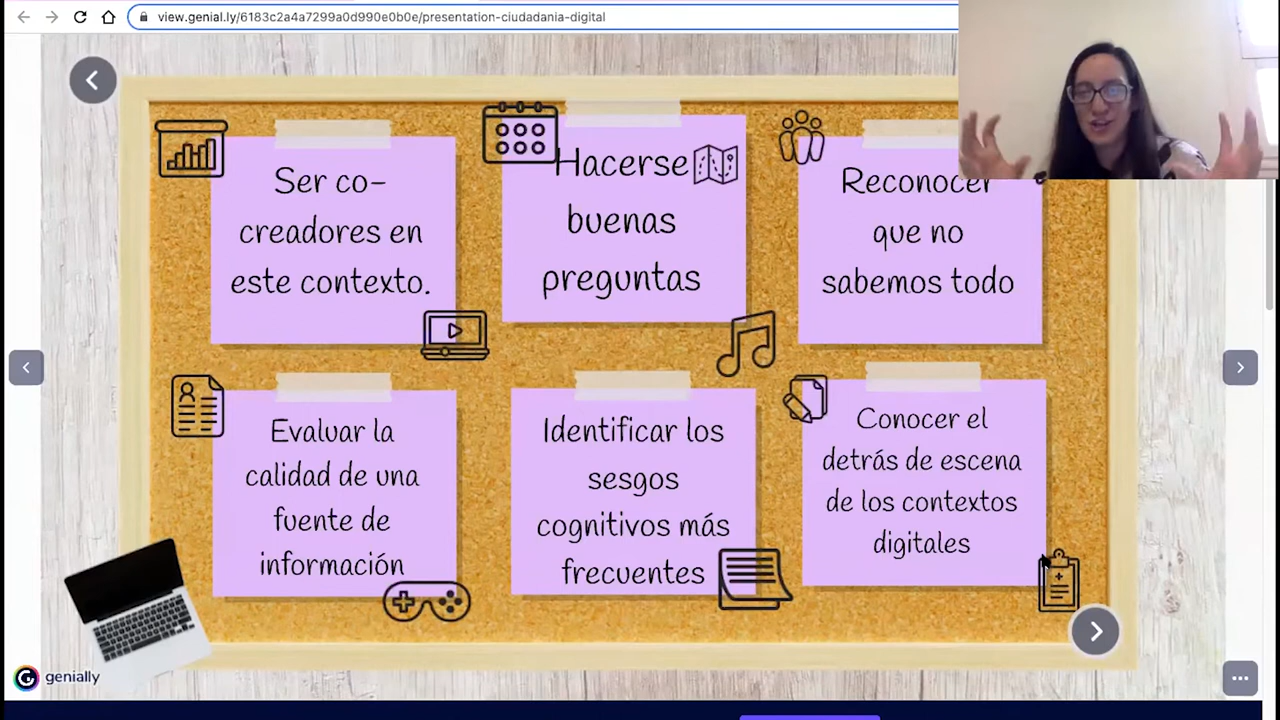 view.genial.ly/6183c2a4a7299a0d990e0b0e/presentation-ciudadania-digital
Ser co-
creadores en
este contexto.
Hacerse
buenas
preguntas
Reconocer
que no
sabemos todo
Evaluar la
calidad de una
fuente de
información
Identificar los
sesgos
cognitivos más
frecuentes
Conocer el
detrás de escena
de los contextos
digitales
genially